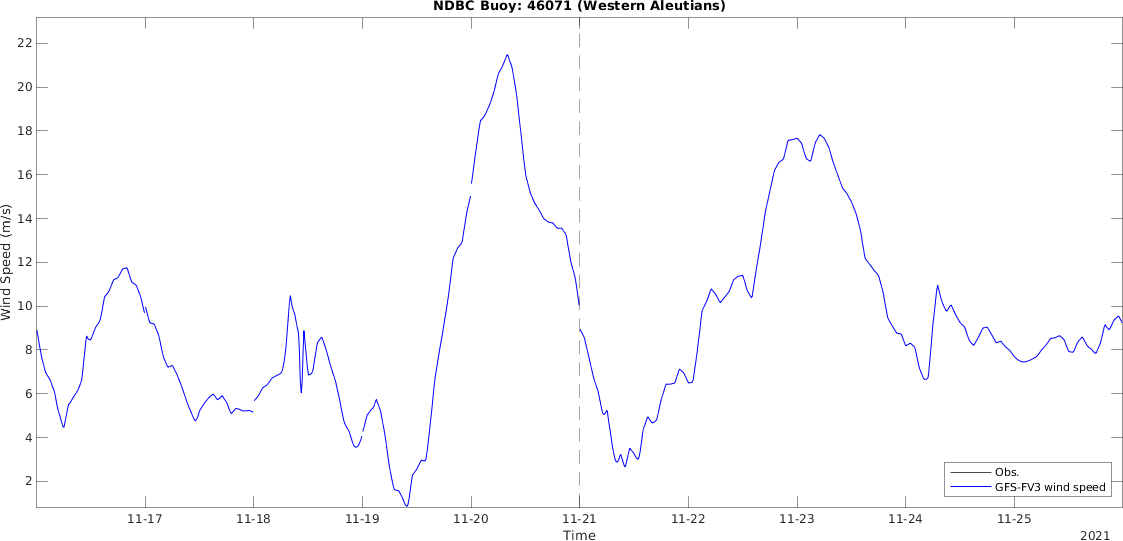 NDBC Buoy: 46071 (Western Aleutians)
22
20
18
16
14
12
10
8
6
4
2
Wind Speed (m/s)
Obs.
GFS-FV3 wind speed
11-17 11-18 11-19 11-20 11-21 11-22 11-23 11-24 11-25
Time
2021